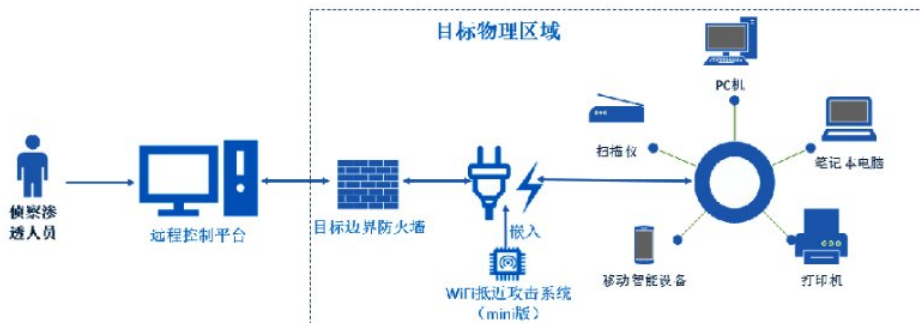 目标物理区域
PC机
扫描仪
笔记本电脑
侦察渗
透人员
远程控制平台
目标边界防火墙
嵌入
移动智能设备
打印机
WiFi抵近攻击系统
（mini版）